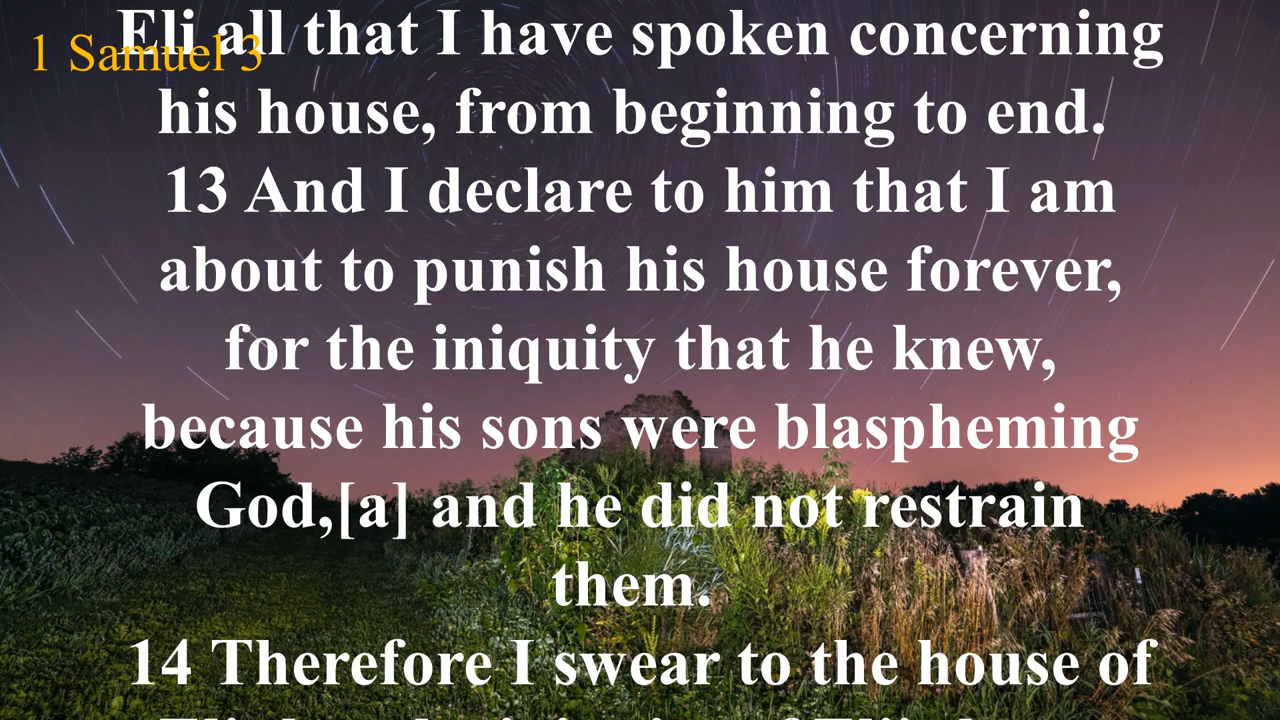 1 Samuel 3
Eli all that I have spoken concerning
his house, from beginning to end.
13 And I declare to him that I am
about to punish his house forever,
for the iniquity that he knew,
because his sons were blaspheming
God,[a] and he did not restrain
them.
14 Therefore I swear to the house of